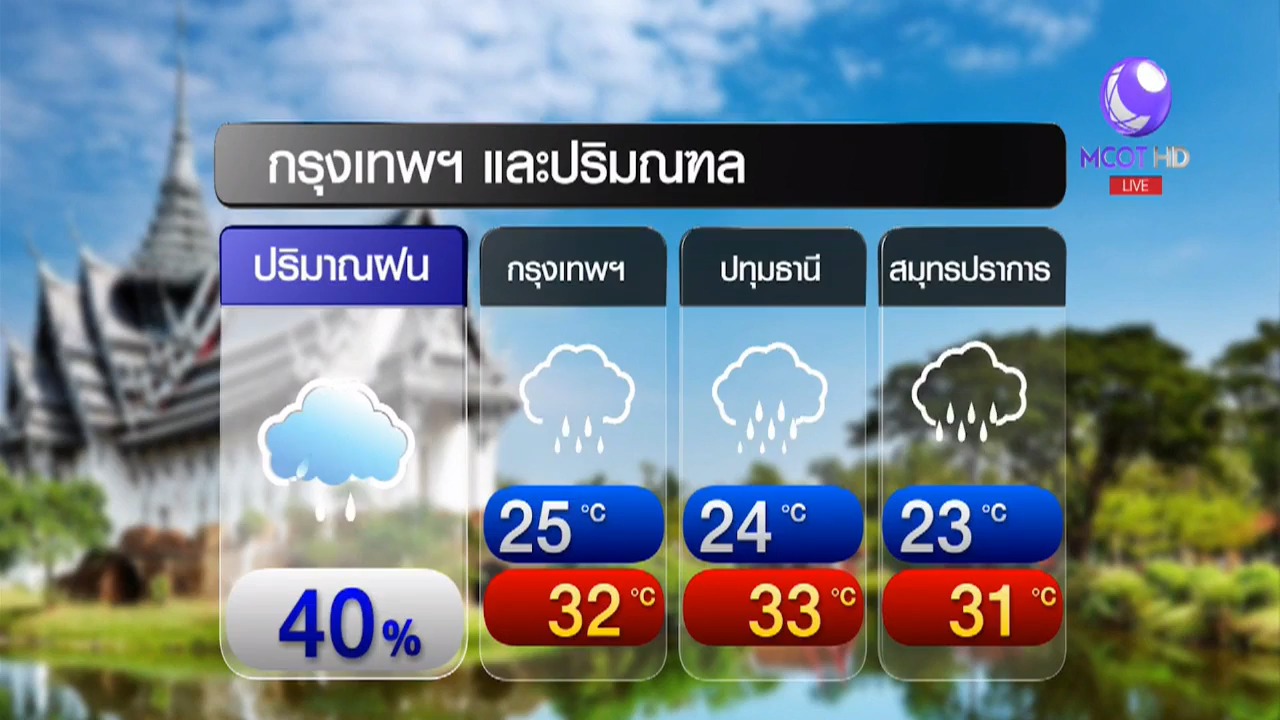 MCOT HD
LIVE
กรุงเทพฯ และปริมณฑล
ปริมาณฝน
40%
กรุงเทพฯ
25 °C
32 °C
ปทุมธานี
24 °C
33 °C
สมุทรปราการ
23 °C
31 °C